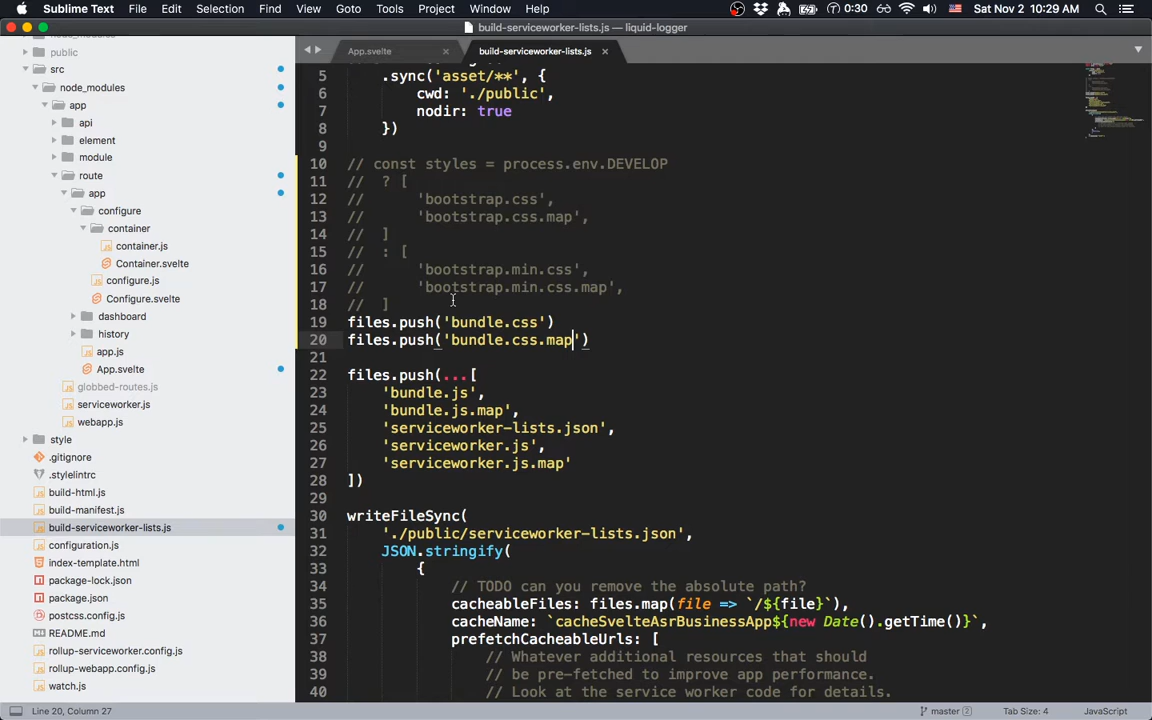 Sublime Text File Edit Selection Find View Goto Tools Project Window Help 0:30 Sat Nov 2 10:29 AM
build-serviceworker-lists.js — liquid-logger
App.svelte × build-serviceworker-lists.js ×
public
src
node_modules
app
api
element
module
route
app
configure
container
container.js
Container.svelte
configure.js
Configure.svelte
dashboard
history
app.js
App.svelte
globbed-routes.js
serviceworker.js
webapp.js
style
.gitignore
.stylelintrc
build-html.js
build-manifest.js
build-serviceworker-lists.js
configuration.js
index-template.html
package-lock.json
package.json
postcss.config.js
README.md
rollup-serviceworker.config.js
rollup-webapp.config.js
watch.js
5 .sync('asset/**', {
6 cwd: './public',
7 nodir: true
8 })
9
10 // const styles = process.env.DEVELOP
11 // ? [
12 // 'bootstrap.css',
13 // 'bootstrap.css.map',
14 // ]
15 // : [
16 // 'bootstrap.min.css',
17 // 'bootstrap.min.css.map',
18 // ]
19 files.push('bundle.css')
20 files.push('bundle.css.map')
21
22 files.push(...[
23 'bundle.js',
24 'bundle.js.map',
25 'serviceworker-lists.json',
26 'serviceworker.js',
27 'serviceworker.js.map'
28 ])
29
30 writeFileSync(
31 './public/serviceworker-lists.json',
32 JSON.stringify(
33 {
34 // TODO can you remove the absolute path?
35 cacheableFiles: files.map(file => `/${file}`),
36 cacheName: `cacheSvelteAsrBusinessApp${new Date().getTime()}`,
37 prefetchCacheableUrls: [
38 // Whatever additional resources that should
39 // be pre-fetched to improve app performance.
40 // Look at the service worker code for details.
Line 20, Column 27 master 2 Tab Size: 4 JavaScript